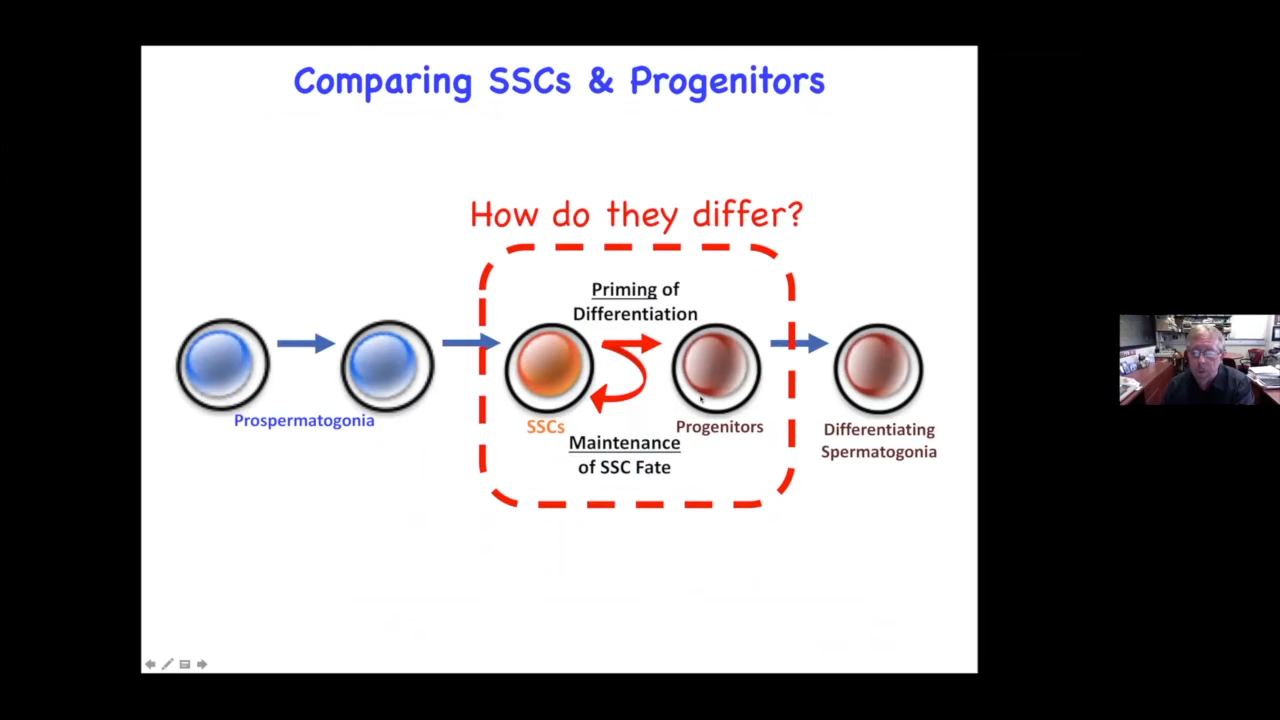 Comparing SSCs & Progenitors
How do they differ?
Priming of
Differentiation
Prospermatogonia
SSCs
Progenitors
Maintenance
of SSC Fate
Differentiating
Spermatogonia